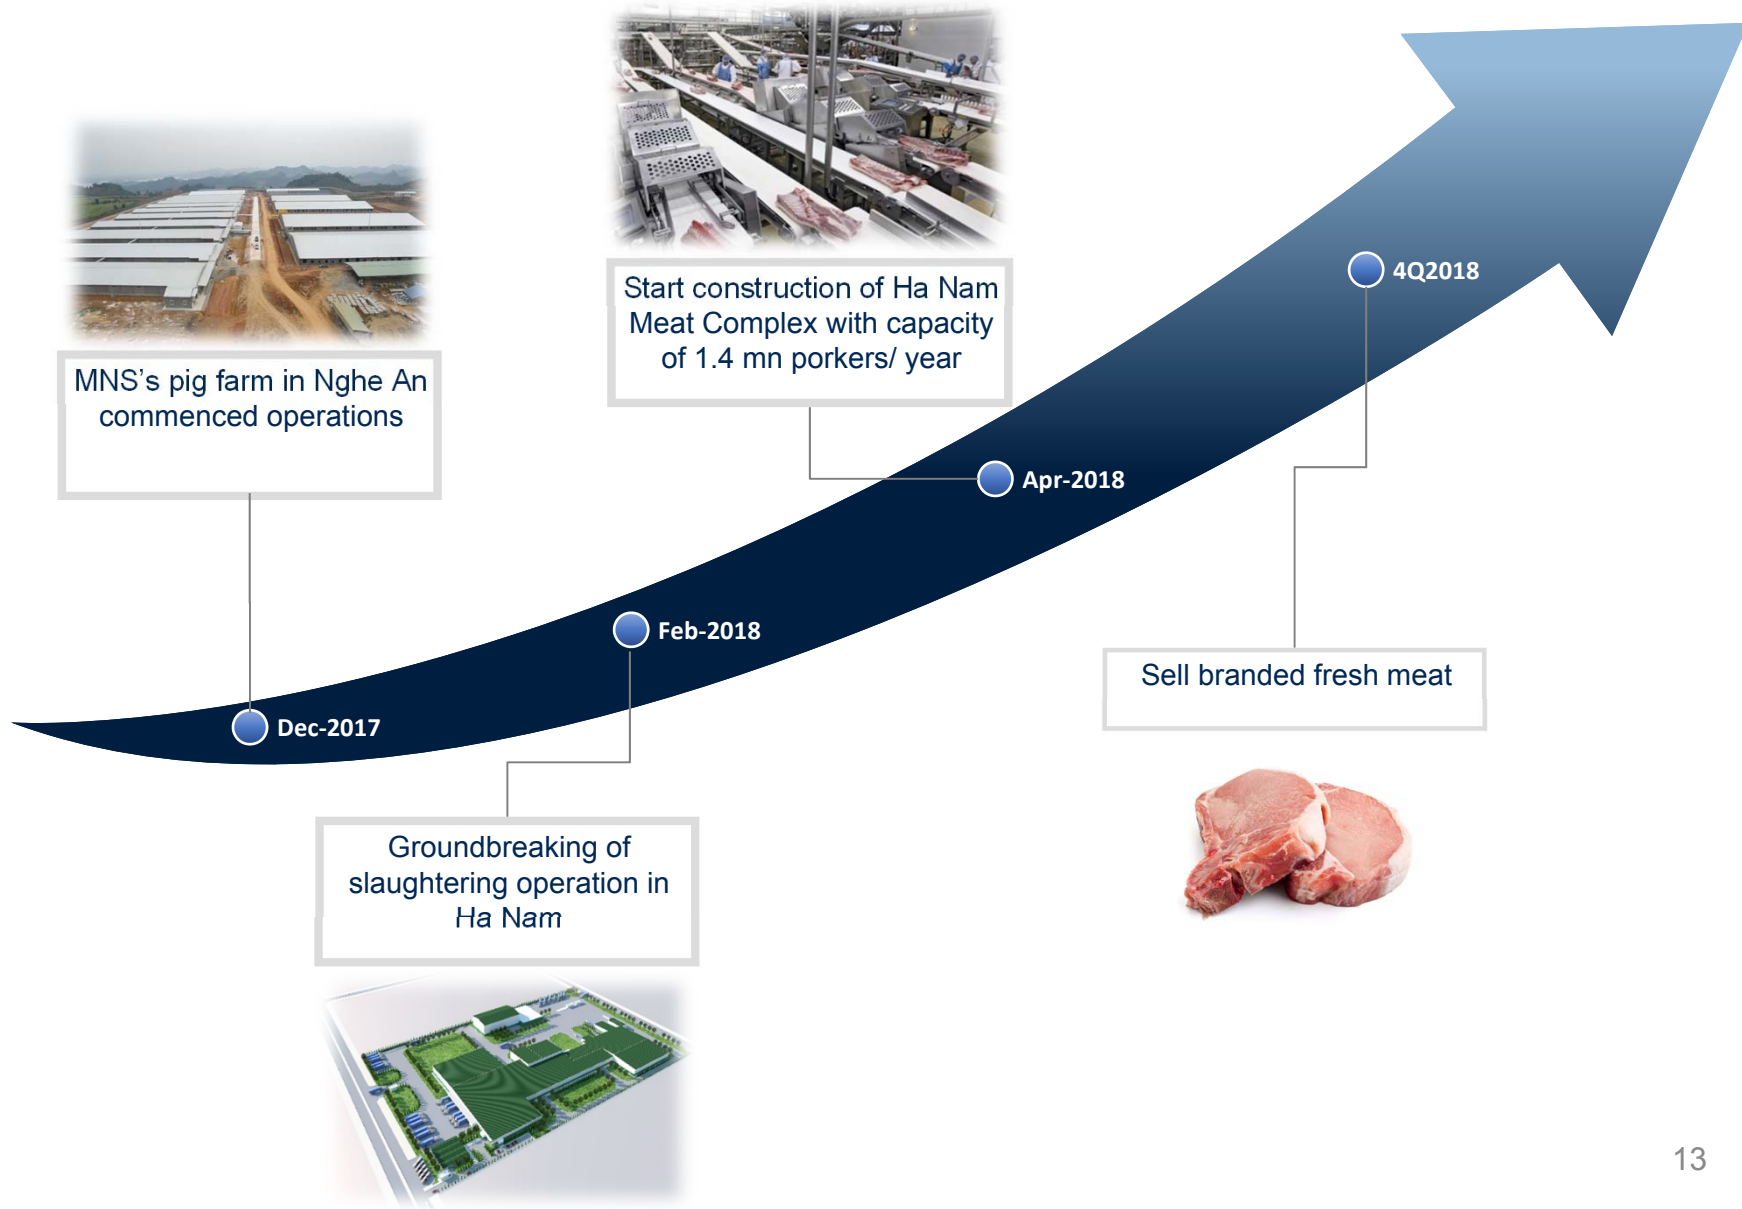 MNS's pig farm in Nghe An
commenced operations
Dec-2017
Groundbreaking of
slaughtering operation in
Ha Nam
Feb-2018
Start construction of Ha Nam
Meat Complex with capacity
of 1.4 mn porkers/ year
Apr-2018
4Q2018
Sell branded fresh meat
13